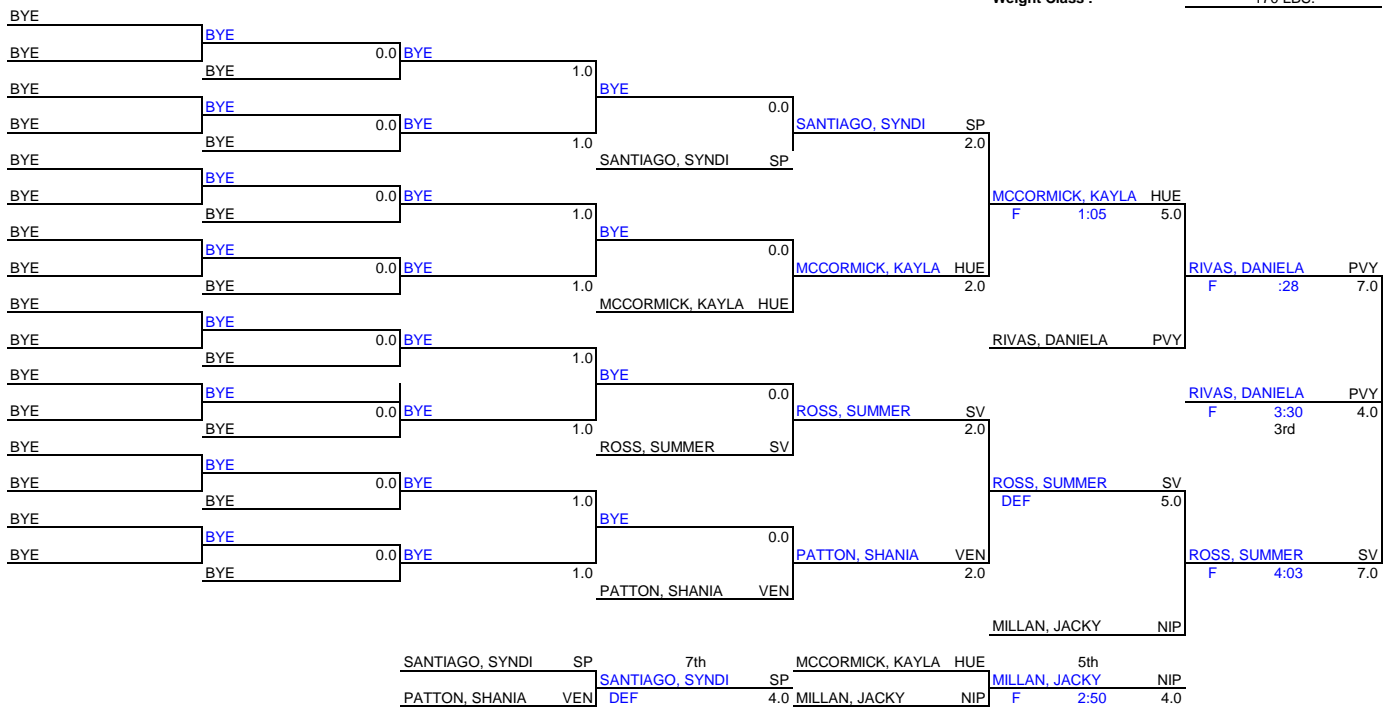 Weight Class :
BYE
BYE
BYE 0.0 BYE
BYE 1.0
BYE BYE
BYE 0.0
BYE 0.0 BYE SANTIAGO, SYNDI SP
BYE 1.0 2.0
BYE SANTIAGO, SYNDI SP
BYE
BYE 0.0 BYE MCCORMICK, KAYLA HUE
BYE 1.0 F 1:05 5.0
BYE BYE
BYE 0.0
BYE 0.0 BYE MCCORMICK, KAYLA HUE RIVAS, DANIELA PVY
BYE 1.0 2.0 F :28 7.0
BYE MCCORMICK, KAYLA HUE
BYE
BYE 0.0 BYE RIVAS, DANIELA PVY
BYE 1.0
BYE BYE
BYE 0.0 RIVAS, DANIELA PVY
BYE 0.0 BYE ROSS, SUMMER SV F 3:30 4.0
BYE 1.0 2.0 3rd
BYE ROSS, SUMMER SV
BYE
BYE 0.0 BYE ROSS, SUMMER SV
BYE 1.0 DEF 5.0
BYE BYE
BYE 0.0
BYE 0.0 BYE PATTON, SHANIA VEN ROSS, SUMMER SV
BYE 1.0 2.0 F 4:03 7.0
PATTON, SHANIA VEN
MILLAN, JACKY NIP
SANTIAGO, SYNDI SP 7th MCCORMICK, KAYLA HUE 5th
SANTIAGO, SYNDI SP MILLAN, JACKY NIP
PATTON, SHANIA VEN DEF 4.0 MILLAN, JACKY NIP F 2:50 4.0